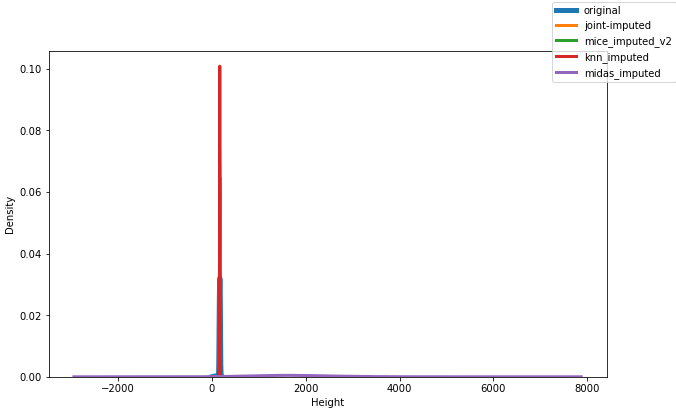 original
joint-imputed
mice_imputed_v2
knn_imputed
midas_imputed
0.10
0.08
0.06
0.04
0.02
0.00
Density
−2000
0
2000
4000
6000
8000
Height